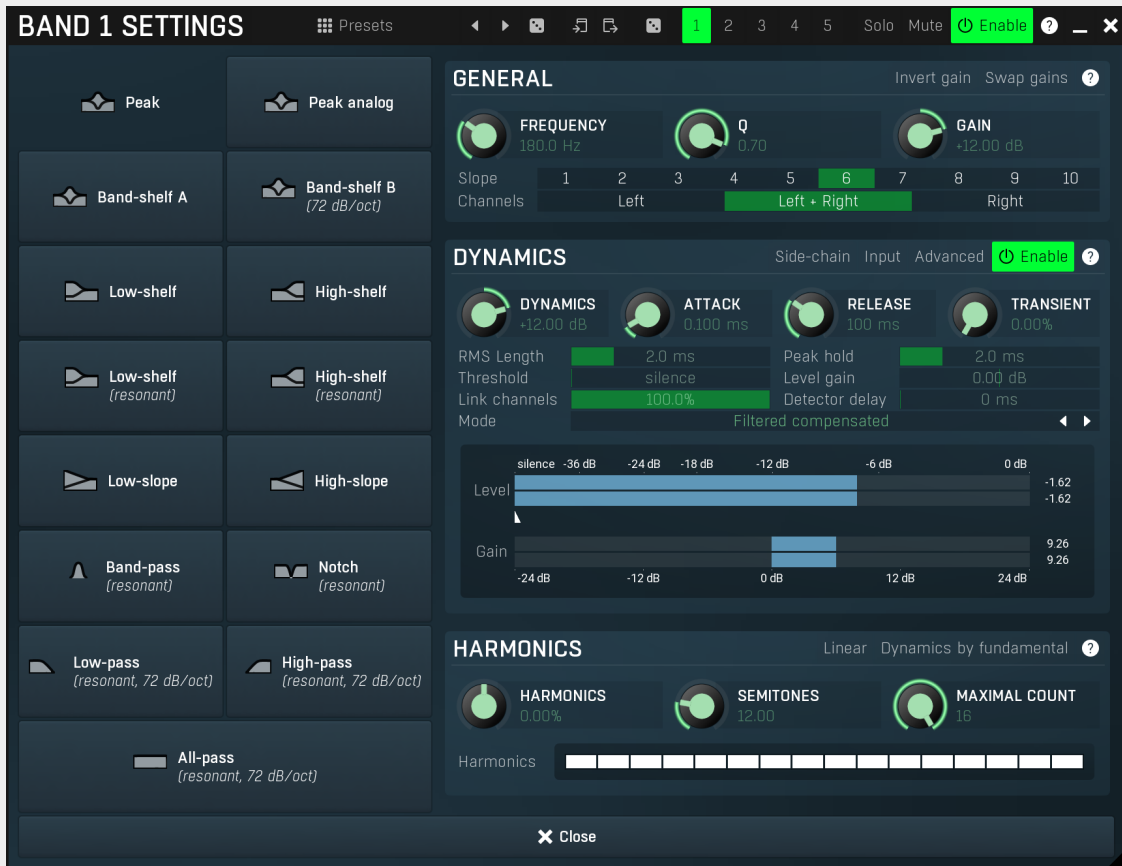 BAND 1 SETTINGS Presets 1 2 3 4 5 Solo Mute Enable ?
Peak
Peak analog
Band-shelf A
Band-shelf B
(72 dB/oct)
Low-shelf
High-shelf
Low-shelf
(resonant)
High-shelf
(resonant)
Low-slope
High-slope
Band-pass
(resonant)
Notch
(resonant)
Low-pass
(resonant, 72 dB/oct)
High-pass
(resonant, 72 dB/oct)
All-pass
(resonant, 72 dB/oct)
GENERAL Invert gain Swap gains ?
FREQUENCY
180.0 Hz
Q
0.70
GAIN
+12.00 dB
Slope 1 2 3 4 5 6 7 8 9 10
Channels Left Left + Right Right
DYNAMICS Side-chain Input Advanced Enable ?
DYNAMICS
+12.00 dB
ATTACK
0.100 ms
RELEASE
100 ms
TRANSIENT
0.00%
RMS Length 2.0 ms Peak hold 2.0 ms
Threshold silence Level gain 0.00 dB
Link channels 100.0% Detector delay 0 ms
Mode Filtered compensated
silence -36 dB -24 dB -18 dB -12 dB -6 dB 0 dB
Level -1.62
-1.62
Gain 9.26
9.26
-24 dB -12 dB 0 dB 12 dB 24 dB
HARMONICS Linear Dynamics by fundamental ?
HARMONICS
0.00%
SEMITONES
12.00
MAXIMAL COUNT
16
Harmonics
Close